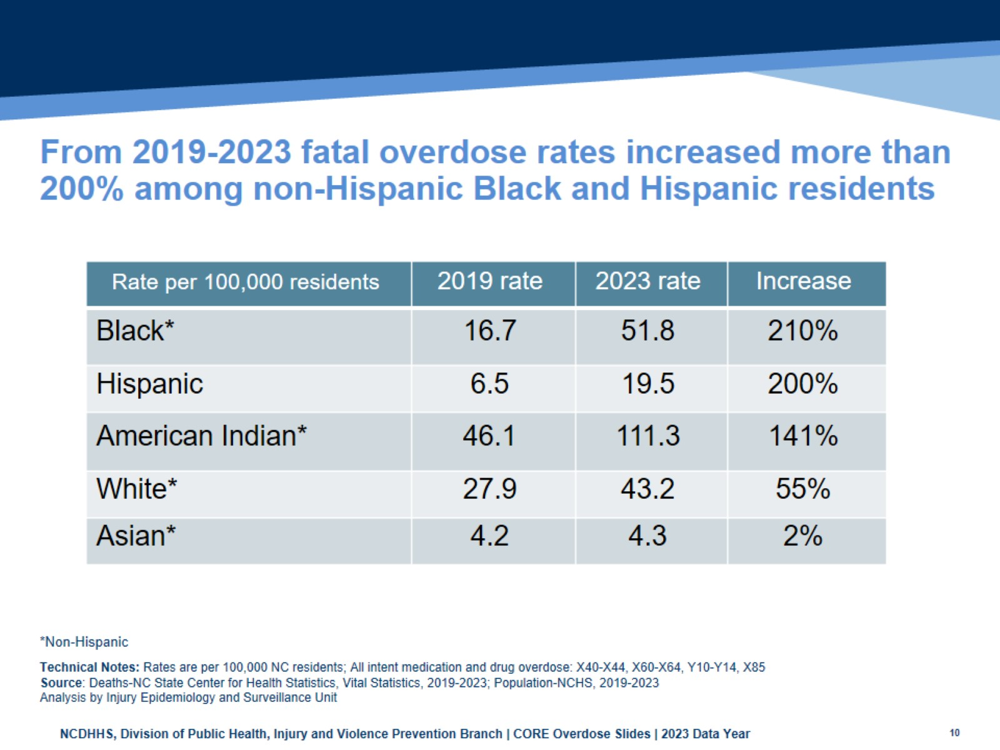 From 2019-2023 fatal overdose rates increased more than
200% among non-Hispanic Black and Hispanic residents
Rate per 100,000 residents 2019 rate 2023 rate Increase
Black* 16.7 51.8 210%
Hispanic 6.5 19.5 200%
American Indian* 46.1 111.3 141%
White* 27.9 43.2 55%
Asian* 4.2 4.3 2%
*Non-Hispanic
Technical Notes: Rates are per 100,000 NC residents; All intent medication and drug overdose: X40-X44, X60-X64, Y10-Y14, X85
Source: Deaths-NC State Center for Health Statistics, Vital Statistics, 2019-2023; Population-NCHS, 2019-2023
Analysis by Injury Epidemiology and Surveillance Unit
NCDHHS, Division of Public Health, Injury and Violence Prevention Branch | CORE Overdose Slides | 2023 Data Year 10